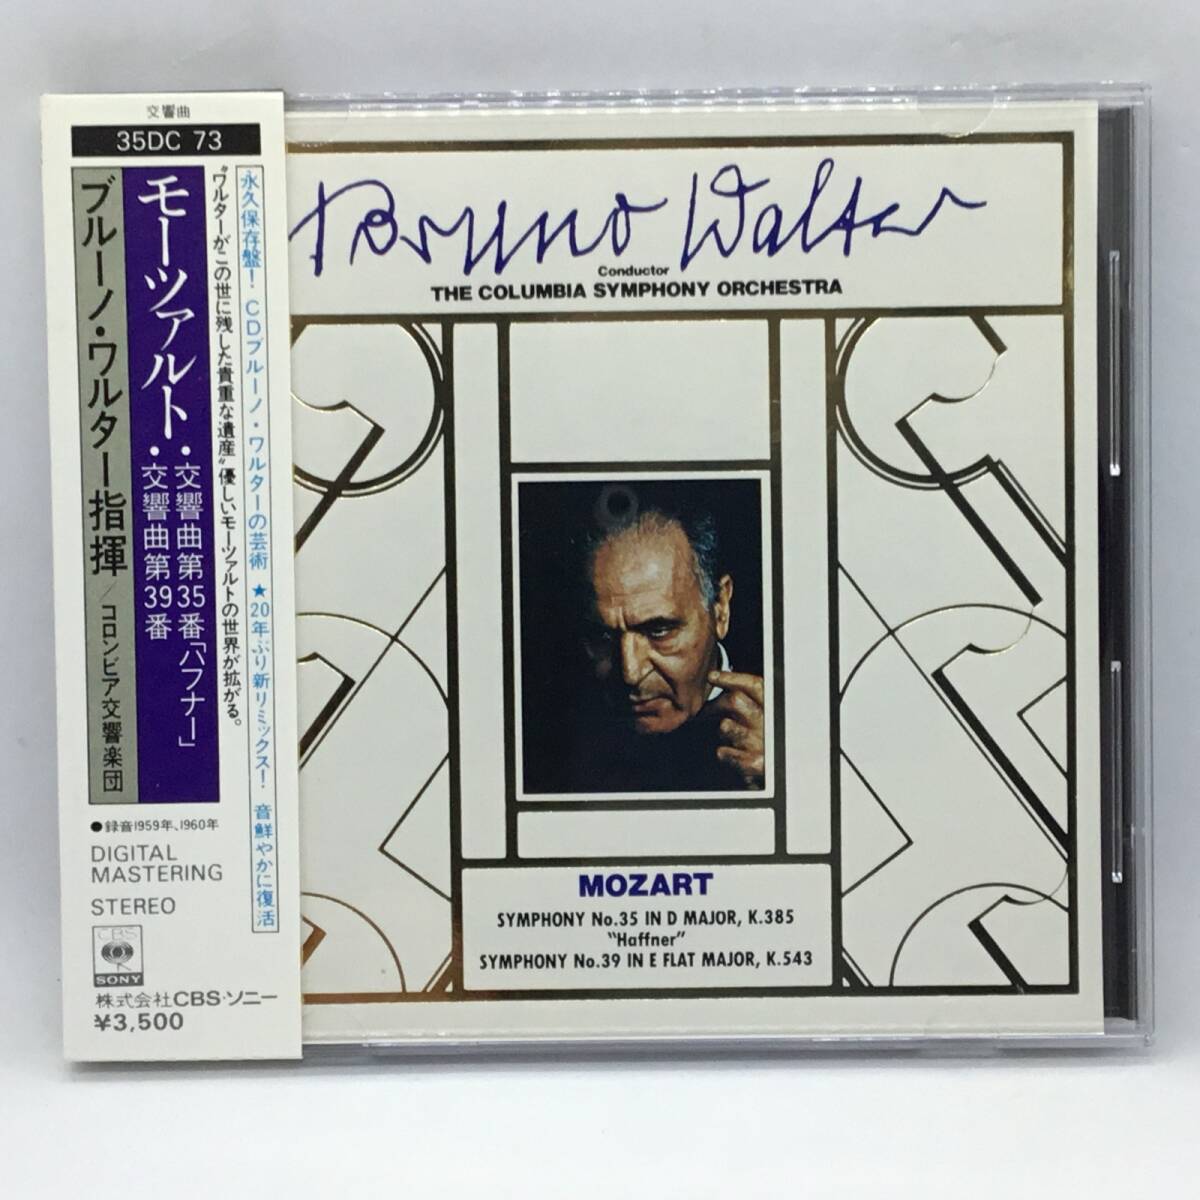 交響曲
35DC 73
永久保存盤! CDブルーノ・ワルターの芸術 ★20年ぶり新リミックス! 音鮮やかに復活
"ワルターがこの世に残した貴重な遺産"優しいモーツァルトの世界が拡がる。
モーツァルト・交響曲第35番「ハフナー」
・交響曲第39番
ブルーノ・ワルター指揮/コロンビア交響楽団
●録音1959年、1960年
DIGITAL
MASTERING
STEREO
CBS
SONY
株式会社CBS・ソニー
¥3,500
Bruno Walter
Conductor
THE COLUMBIA SYMPHONY ORCHESTRA
MOZART
SYMPHONY No.35 IN D MAJOR, K.385
"Haffner"
SYMPHONY No.39 IN E FLAT MAJOR, K.543